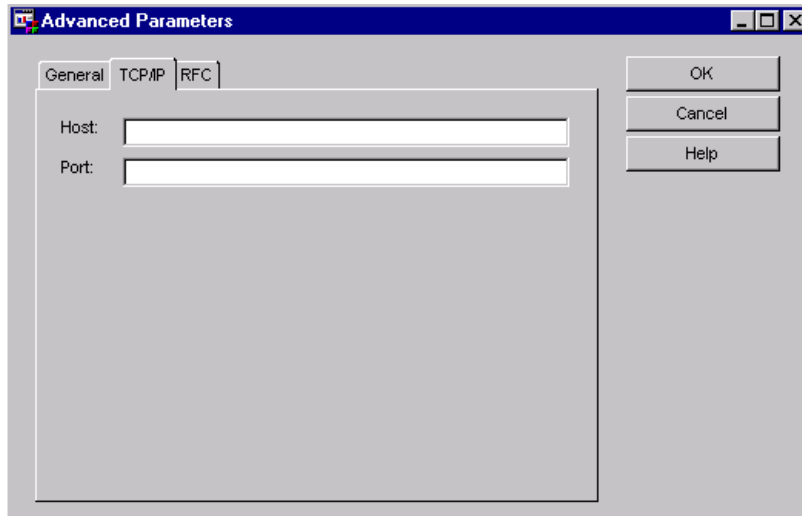 Advanced Parameters
General TCP/IP RFC
Host:
Port:
OK
Cancel
Help